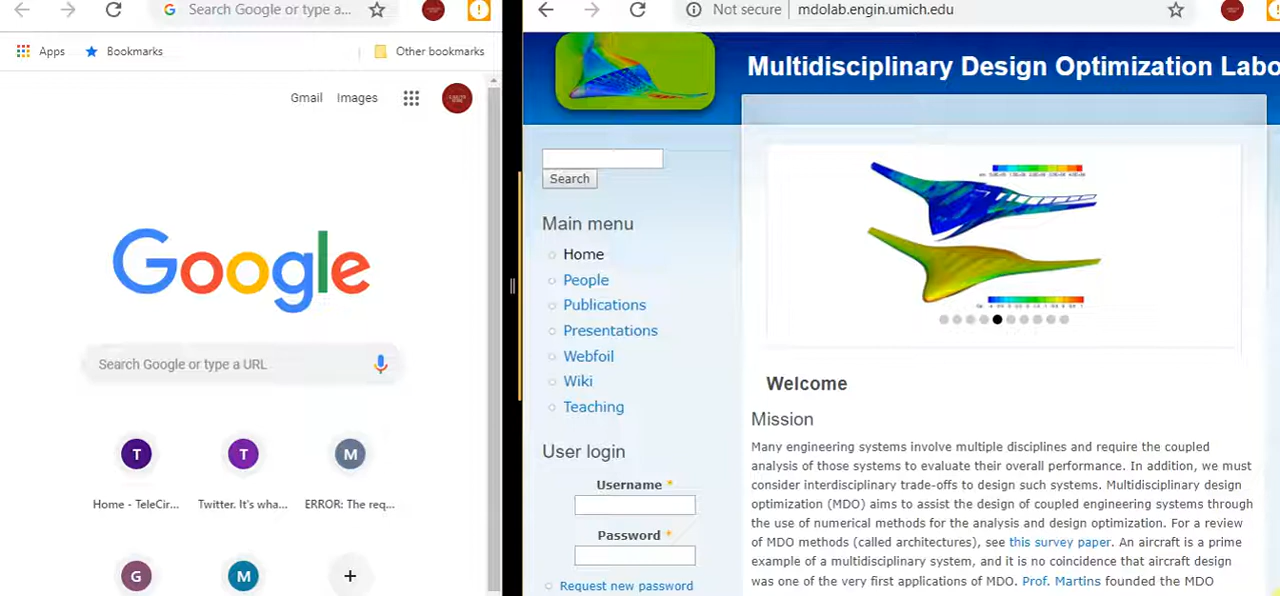 Search Google or type a...
Apps
Bookmarks
Other bookmarks
Gmail
Images
Google
Search Google or type a URL
T
T
M
Home - TeleCir...
Twitter. It's wha...
ERROR: The req...
G
M
+
Not secure
mdolab.engin.umich.edu
Multidisciplinary Design Optimization Labo
Search
Main menu
Home
People
Publications
Presentations
Webfoil
Wiki
Teaching
User login
Username *
Password *
Request new password
Welcome
Mission
Many engineering systems involve multiple disciplines and require the coupled
analysis of those systems to evaluate their overall performance. In addition, we must
consider interdisciplinary trade-offs to design such systems. Multidisciplinary design
optimization (MDO) aims to assist the design of coupled engineering systems through
the use of numerical methods for the analysis and design optimization. For a review
of MDO methods (called architectures), see this survey paper. An aircraft is a prime
example of a multidisciplinary system, and it is no coincidence that aircraft design
was one of the very first applications of MDO. Prof. Martins founded the MDO